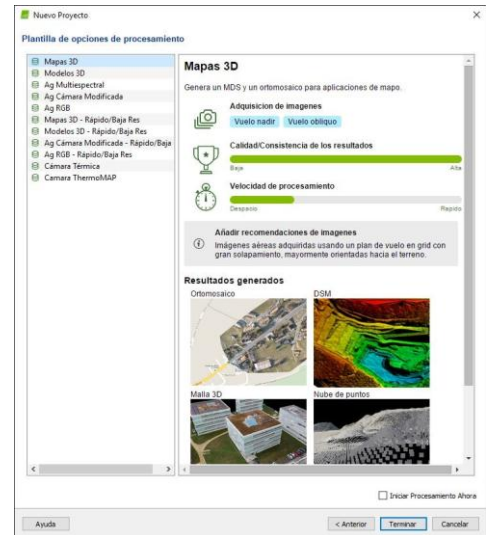 Nuevo Proyecto
Plantilla de opciones de procesamiento
Mapas 3D
Modelos 3D
Ag Multiespectral
Ag Cámara Modificada
Ag RGB
Mapas 3D - Rápido/Baja Res
Modelos 3D - Rápido/Baja Res
Ag Cámara Modificada - Rápido/Baja
Ag RGB - Rápido/Baja Res
Cámara Térmica
Camara ThermoMAP
Mapas 3D
Genera un MDS y un ortomosaico para aplicaciones de mapo.
Adquisicion de imagenes
Vuelo nadir Vuelo oblicuo
Calidad/Consistencia de los resultados
Baja Alta
Velocidad de procesamiento
Despacio Rapido
Añadir recomendaciones de imagenes
Imágenes aéreas adquiridas usando un plan de vuelo en grid con
gran solapamiento, mayormente orientadas hacia el terreno.
Resultados generados
Ortomosaico DSM
Malla 3D Nube de puntos
Iniciar Procesamiento Ahora
Ayuda < Anterior Terminar Cancelar